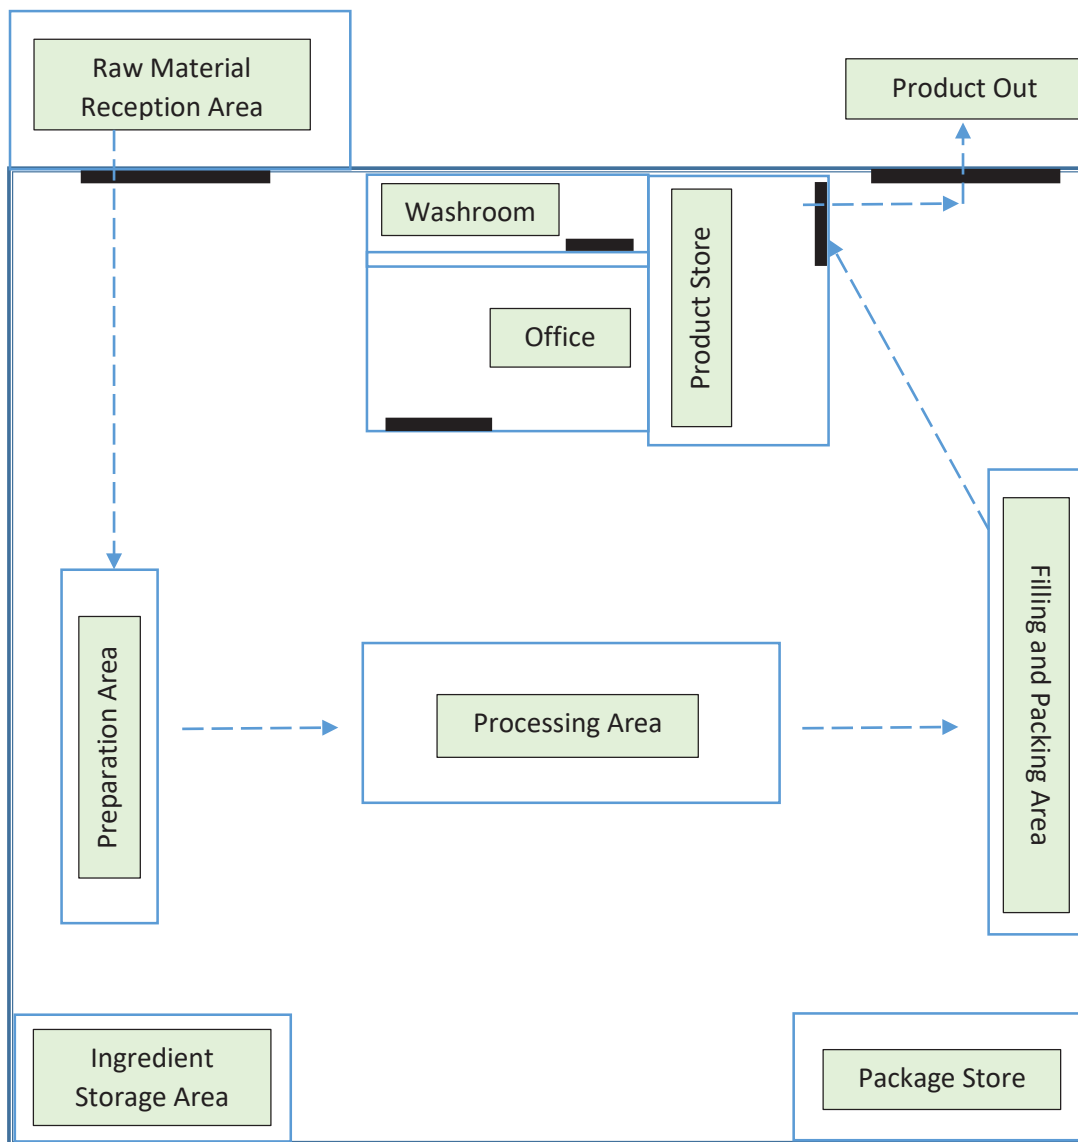 Raw Material
Reception Area
Product Out
Washroom
Product Store
Office
Filling and Packing Area
Preparation Area
Processing Area
Ingredient
Storage Area
Package Store